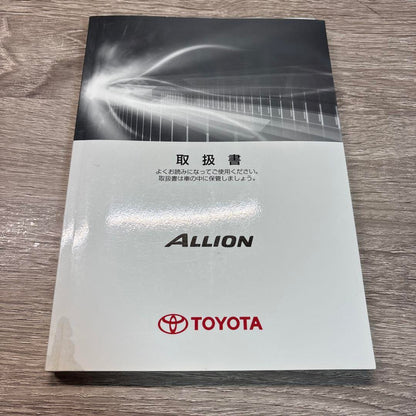 取扱書
よくお読みになってご使用ください。
取扱書は車の中に保管しましょう。
ALLION
TOYOTA